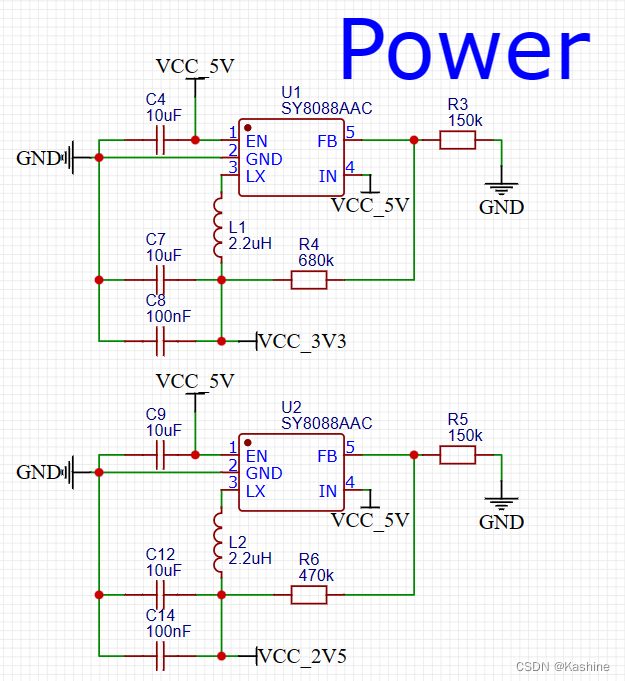 Power
VCC_5V
C4
10uF
U1
SY8088AAC
R3
150k
1 EN
2 GND
3 LX
FB 5
IN 4
GND
VCC_5V
GND
L1
2.2uH
C7
10uF
R4
680k
C8
100nF
VCC_3V3
VCC_5V
C9
10uF
U2
SY8088AAC
R5
150k
1 EN
2 GND
3 LX
FB 5
IN 4
GND
VCC_5V
GND
L2
2.2uH
C12
10uF
R6
470k
C14
100nF
VCC_2V5
CSDN @Kashine